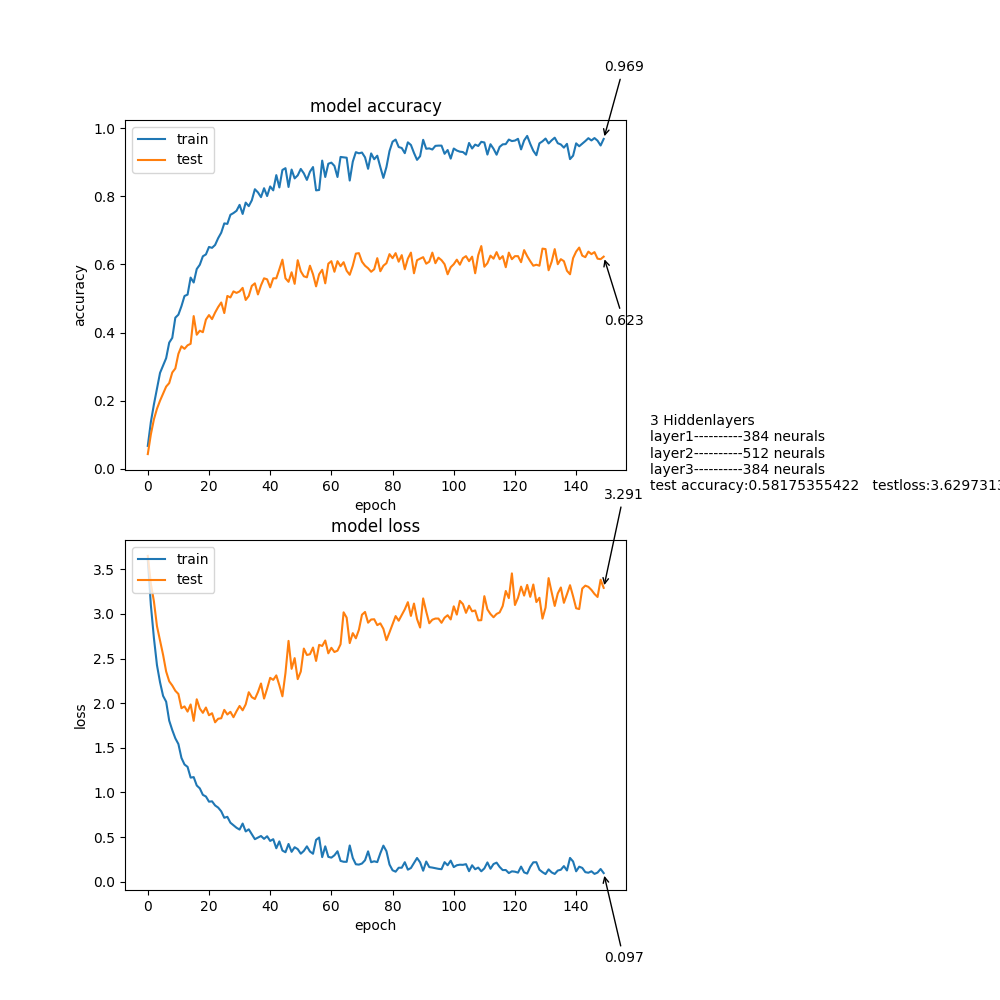 0.969
model accuracy
train
test
1.0
0.8
0.6
0.4
0.2
0.0
accuracy
0.623
0 20 40 60 80 100 120 140
epoch
3 Hiddenlayers
layer1----------384 neurals
layer2----------512 neurals
layer3----------384 neurals
test accuracy:0.58175355422 testloss:3.6297313
3.291
model loss
train
test
3.5
3.0
2.5
2.0
1.5
1.0
0.5
0.0
loss
0 20 40 60 80 100 120 140
epoch
0.097